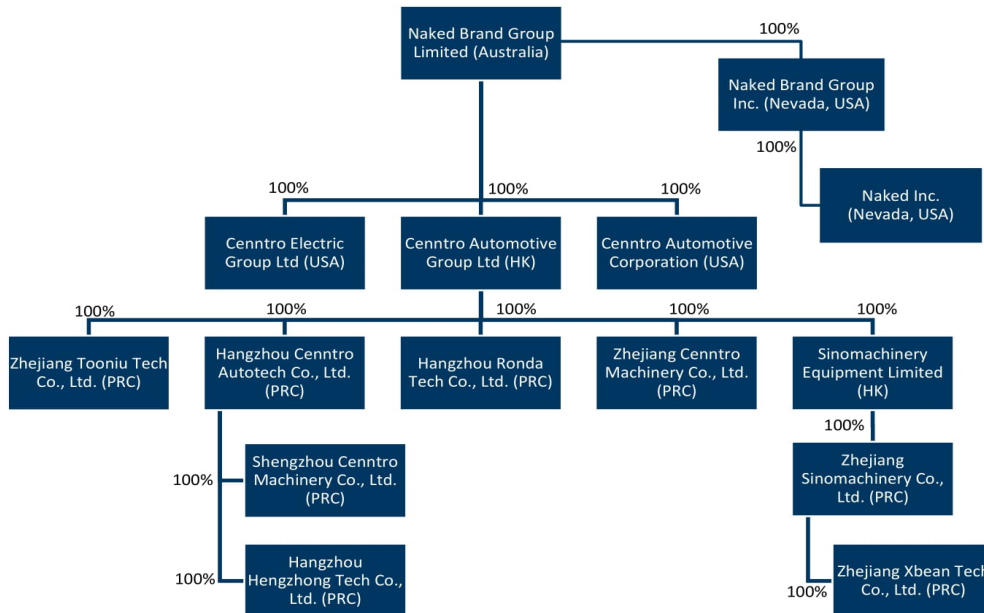 Naked Brand Group
Limited (Australia)
100%
Naked Brand Group
Inc. (Nevada, USA)
100%
Naked Inc.
(Nevada, USA)
100%
100%
100%
Cenntro Electric
Group Ltd (USA)
Cenntro Automotive
Group Ltd (HK)
Cenntro Automotive
Corporation (USA)
100%
100%
100%
100%
100%
Zhejiang Tooniu Tech
Co., Ltd. (PRC)
Hangzhou Cenntro
Autotech Co., Ltd.
(PRC)
Hangzhou Ronda
Tech Co., Ltd. (PRC)
Zhejiang Cenntro
Machinery Co., Ltd.
(PRC)
Sinomachinery
Equipment Limited
(HK)
100%
Shengzhou Cenntro
Machinery Co., Ltd.
(PRC)
100%
Zhejiang
Sinomachinery Co.,
Ltd. (PRC)
100%
Hangzhou
Hengzhong Tech Co.,
Ltd. (PRC)
100%
Zhejiang Xbean Tech
Co., Ltd. (PRC)